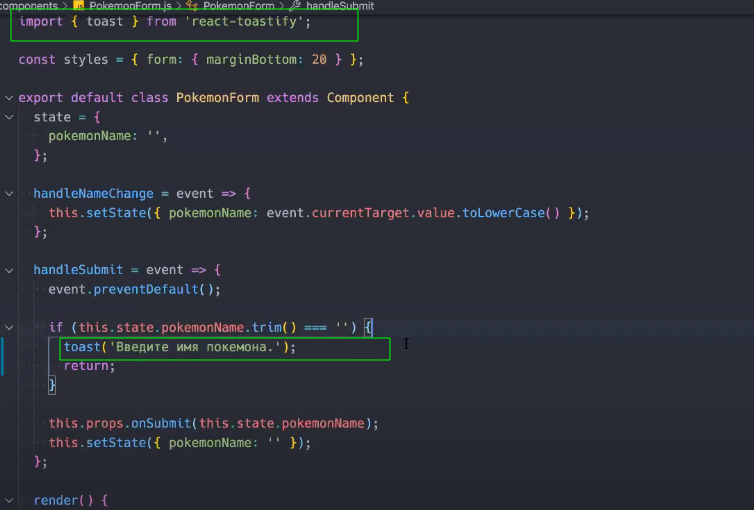 components > PokemonForm.js > PokemonForm > handleSubmit
import { toast } from 'react-toastify';
const styles = { form: { marginBottom: 20 } };
export default class PokemonForm extends Component {
state = {
pokemonName: '',
};
handleNameChange = event => {
this.setState({ pokemonName: event.currentTarget.value.toLowerCase() });
};
handleSubmit = event => {
event.preventDefault();
if (this.state.pokemonName.trim() === '') {
toast('Введите имя покемона.');
return;
}
this.props.onSubmit(this.state.pokemonName);
this.setState({ pokemonName: '' });
};
render() {